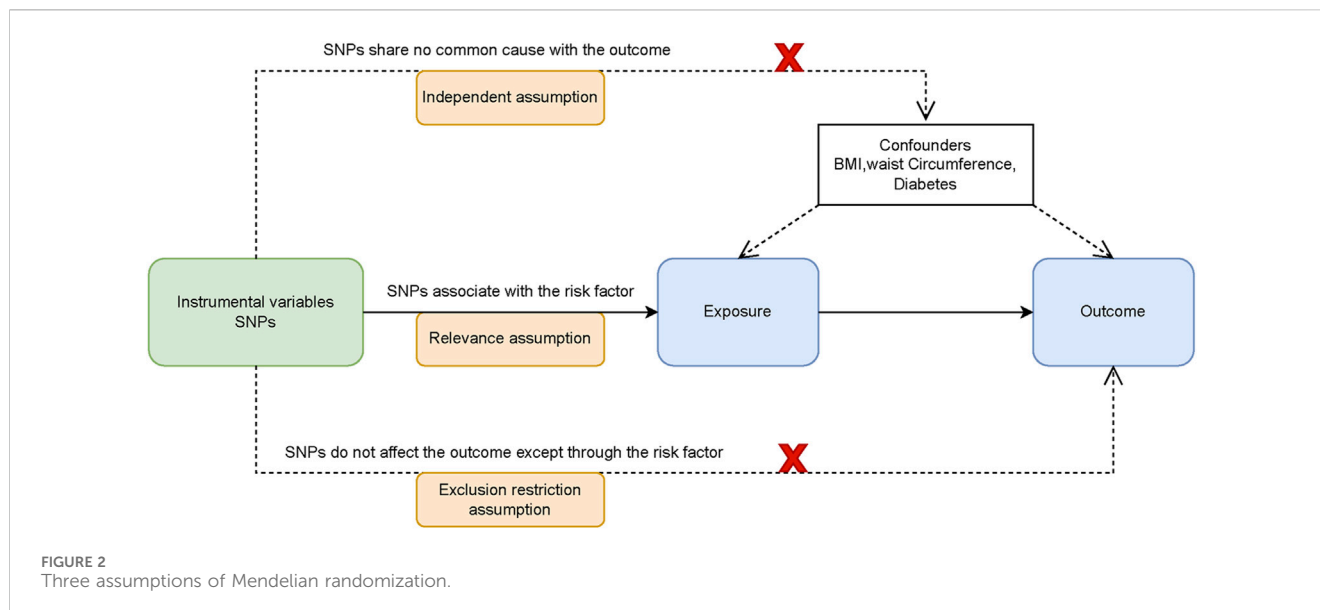 SNPs share no common cause with the outcome
Independent assumption
Confounders
BMI,waist Circumference,
Diabetes
Instrumental variables
SNPs
SNPs associate with the risk factor
Relevance assumption
Exposure
Outcome
SNPs do not affect the outcome except through the risk factor
Exclusion restriction
assumption
FIGURE 2
Three assumptions of Mendelian randomization.